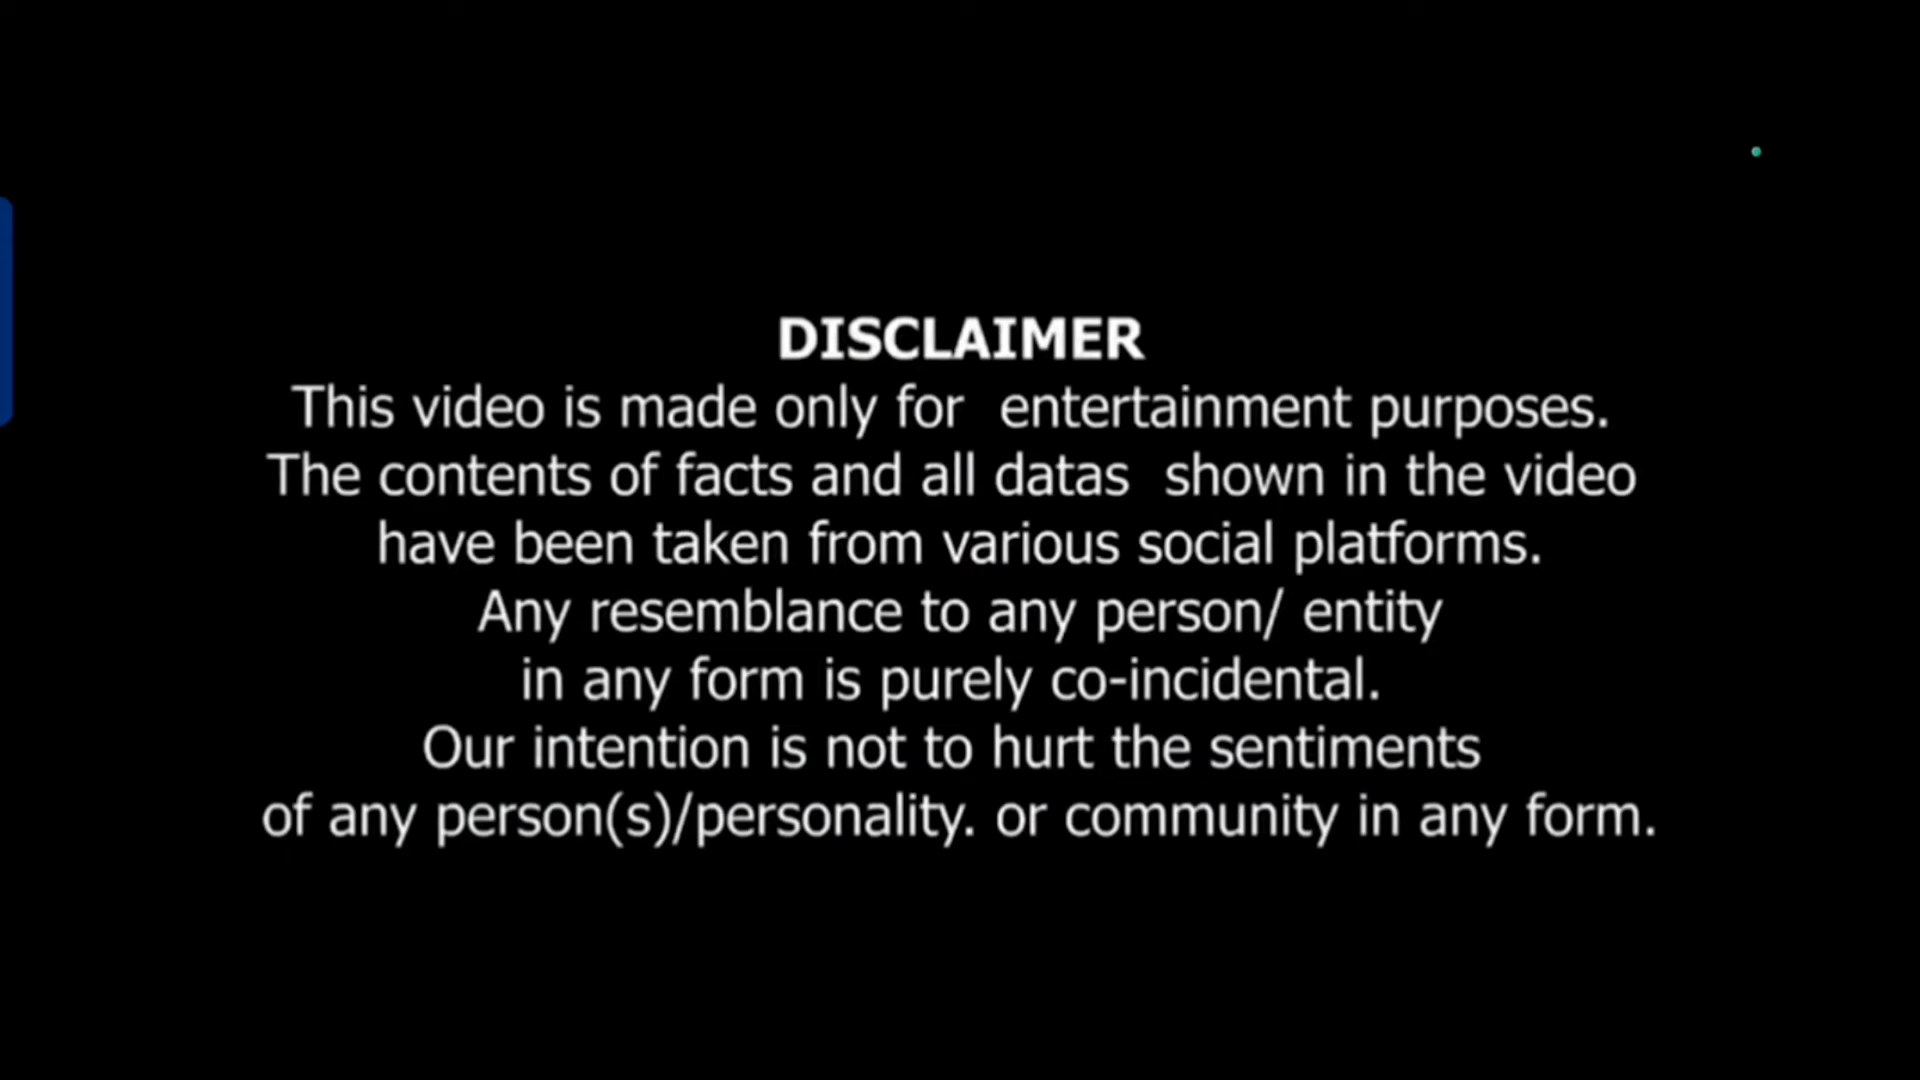 DISCLAIMER
This video is made only for  entertainment purposes.
The contents of facts and all datas  shown in the video
have been taken from various social platforms.
Any resemblance to any person/ entity
in any form is purely co-incidental.
Our intention is not to hurt the sentiments
of any person(s)/personality. or community in any form.